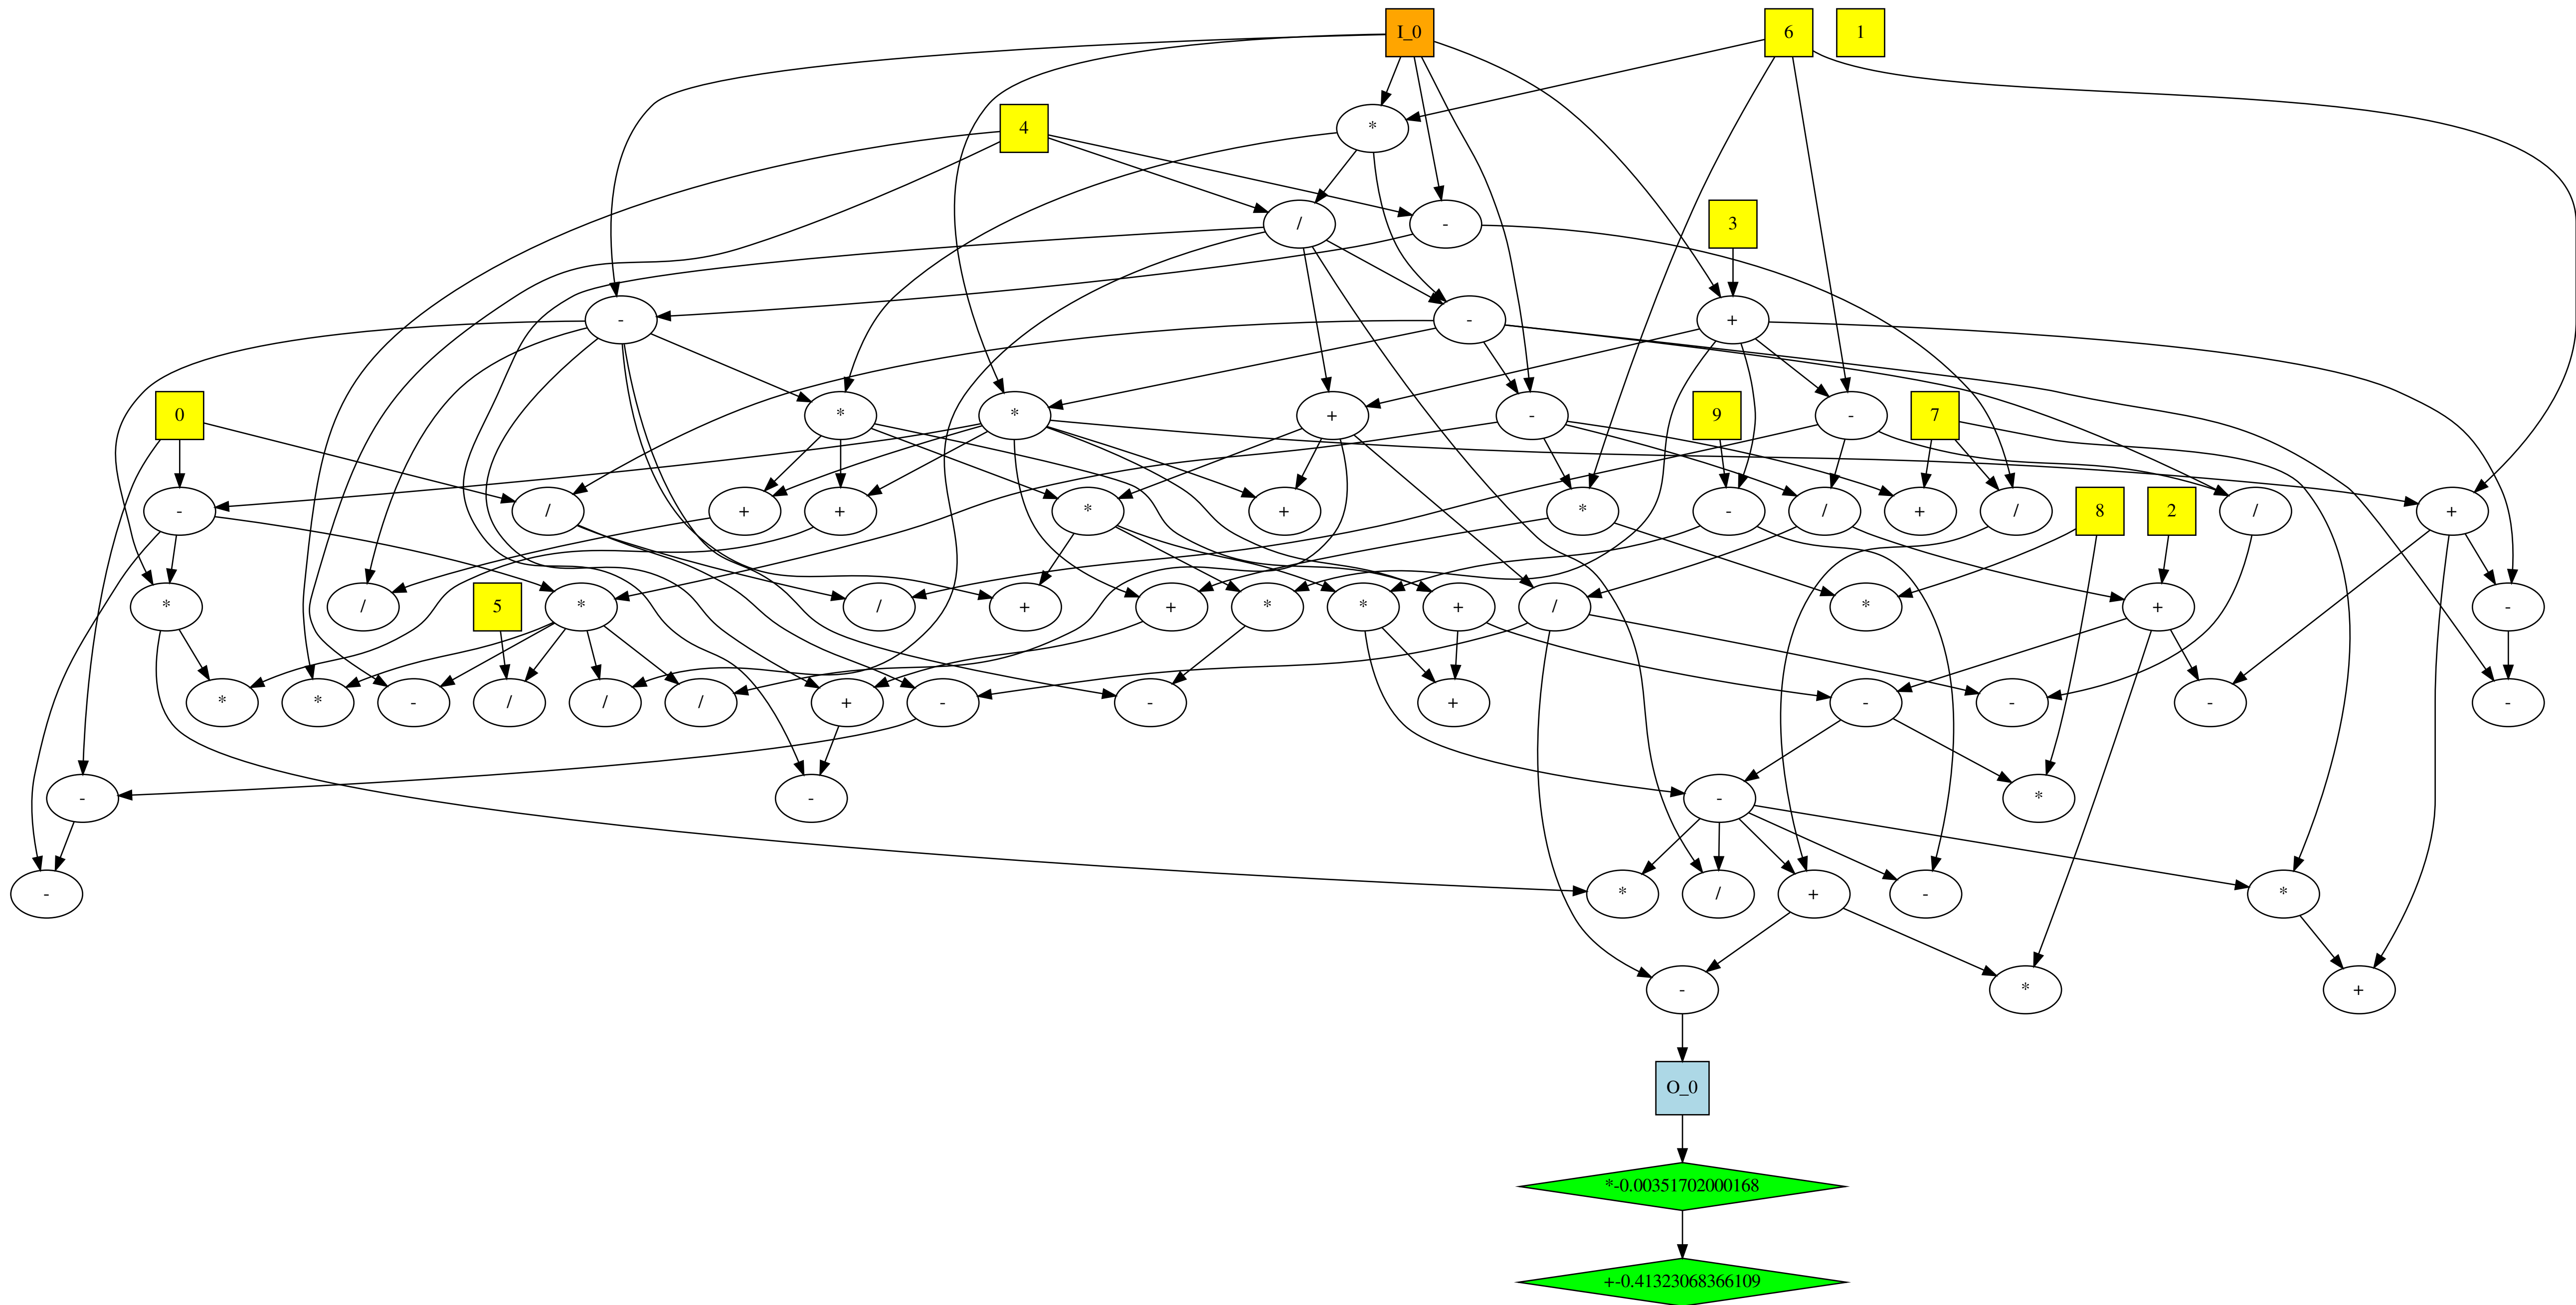 I_0 6 1
4 *
/ - 3
- - +
0 * * + - 9 - 7
- / + + * + * - / + / 8 2 / +
* / 5 * / + + * * + / * + -
* * - / / / + - - + - - - -
- - - *
- * / + - *
- * +
O_0
*-0.00351702000168
+-0.41323068366109